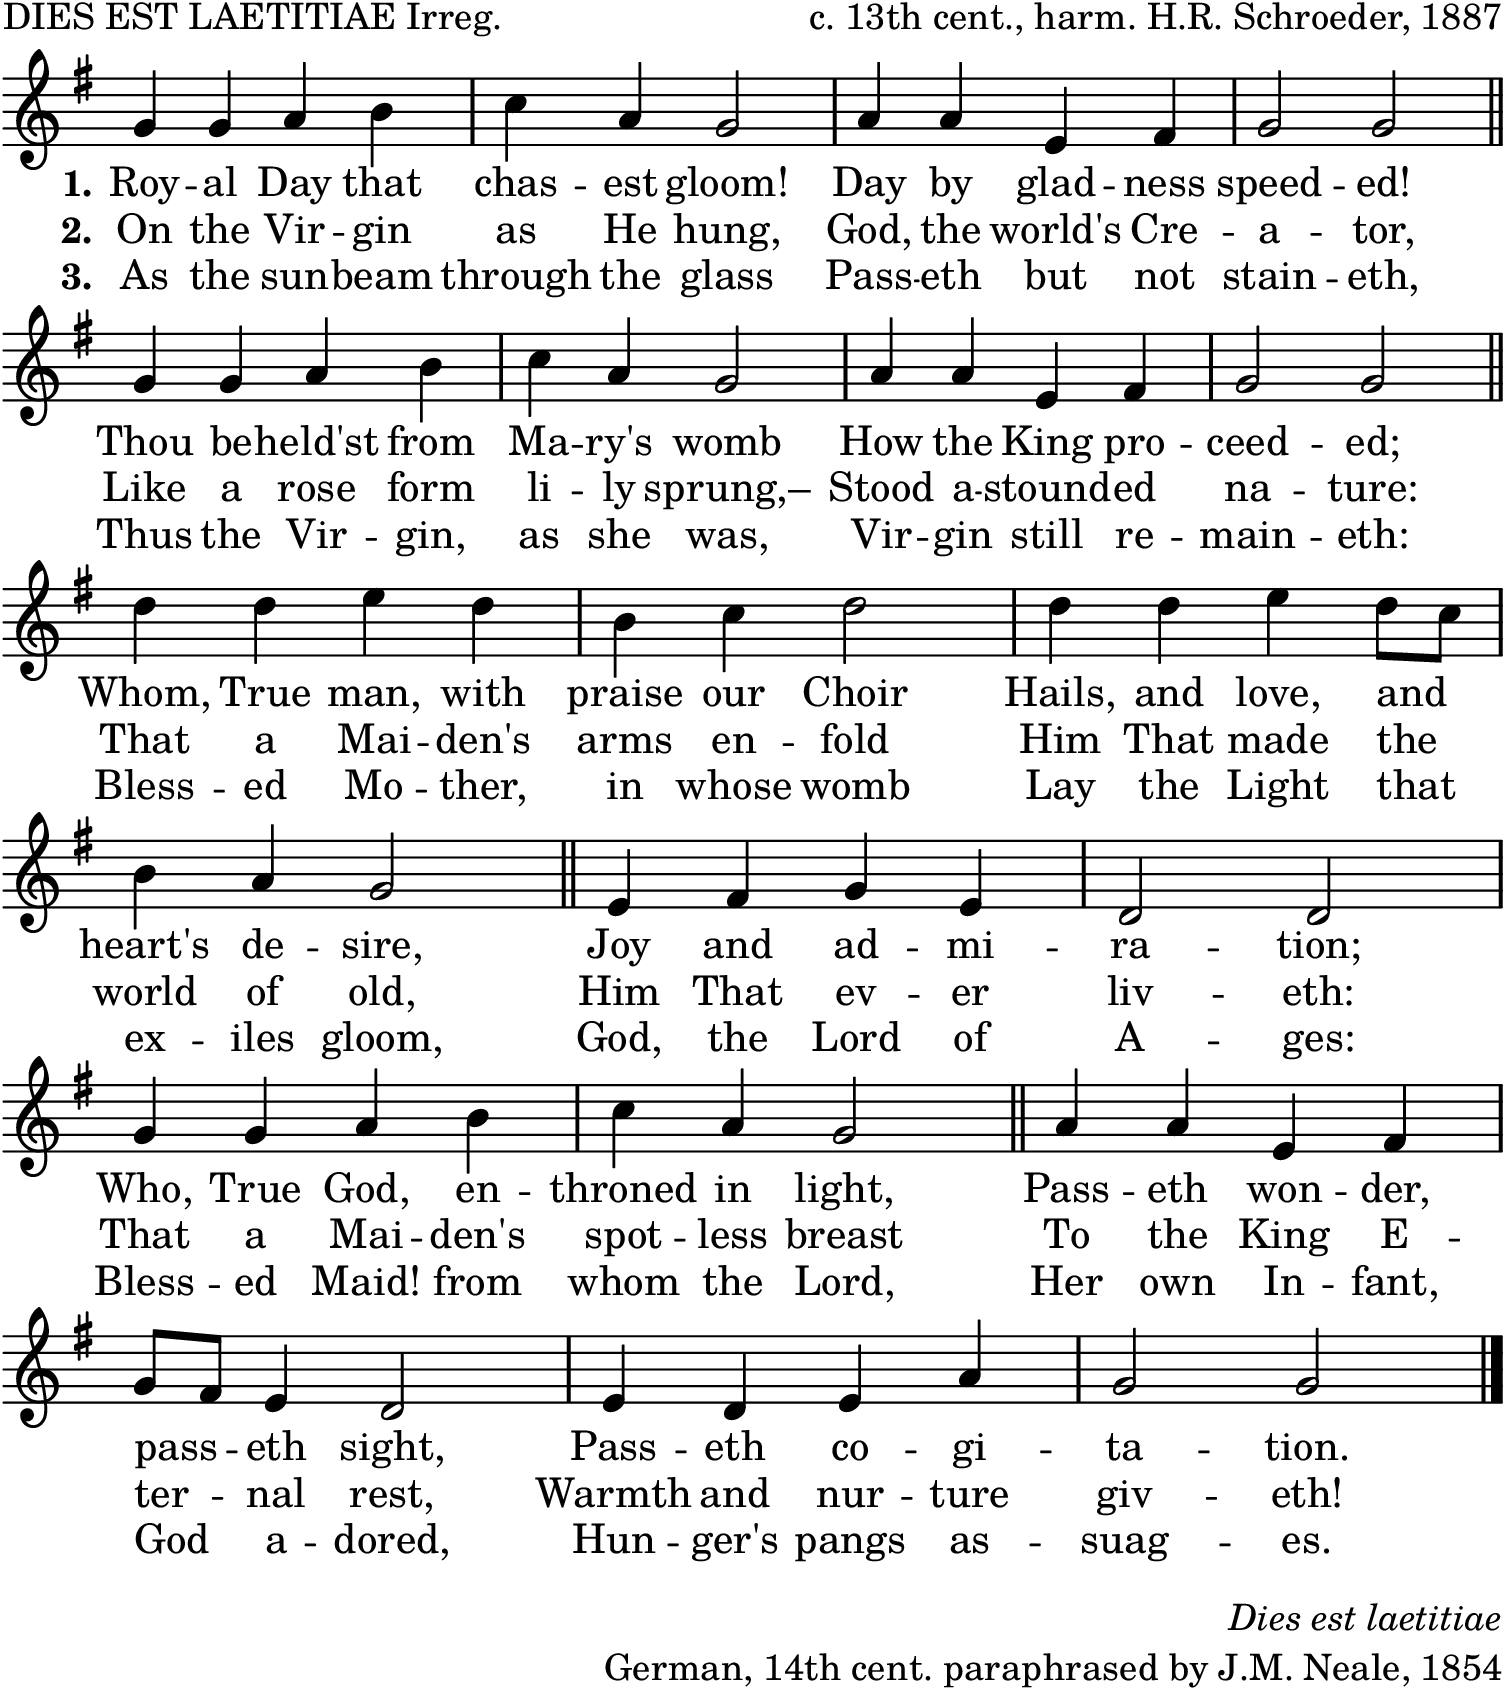 DIES EST LAETITIAE Irreg. c. 13th cent., harm. H.R. Schroeder, 1887
1. Roy -- al Day that chas - est gloom! Day by glad - ness speed - ed!
2. On the Vir - gin as He hung, God, the world's Cre - a - tor,
3. As the sunbeam through the glass Pass - eth but not stain - eth,
Thou beheld'st from Ma - ry's womb How the King pro - ceed - ed;
Like a rose form li - ly sprung,– Stood a - stounded na - ture:
Thus the Vir - gin, as she was, Vir - gin still re - main - eth:
Whom, True man, with praise our Choir Hails, and love, and
That a Mai - den's arms en - fold Him That made the
Bless - ed Mo - ther, in whose womb Lay the Light that
heart's de - sire, Joy and ad - mi - ra - tion;
world of old, Him That ev - er liv - eth:
ex - iles gloom, God, the Lord of A - ges:
Who, True God, en - throned in light, Pass - eth won - der,
That a Mai - den's spot - less breast To the King E -
Bless - ed Maid! from whom the Lord, Her own In - fant,
pass - eth sight, Pass - eth co - gi - ta - tion.
ter - nal rest, Warmth and nur - ture giv - eth!
God a - dored, Hun - ger's pangs as - suag - es.
Dies est laetitiae
German, 14th cent. paraphrased by J.M. Neale, 1854